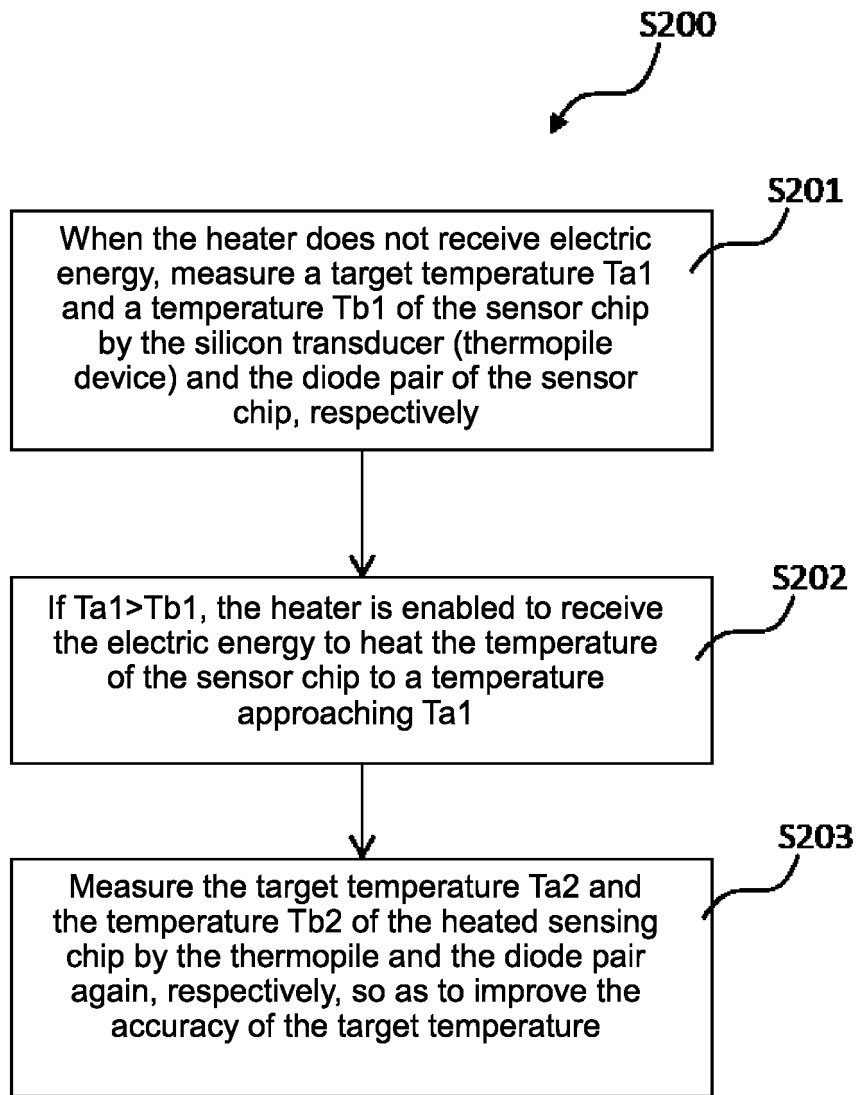 S200
S201
When the heater does not receive electric
energy, measure a target temperature Ta1
and a temperature Tb1 of the sensor chip
by the silicon transducer (thermopile
device) and the diode pair of the sensor
chip, respectively
S202
If Ta1>Tb1, the heater is enabled to receive
the electric energy to heat the temperature
of the sensor chip to a temperature
approaching Ta1
S203
Measure the target temperature Ta2 and
the temperature Tb2 of the heated sensing
chip by the thermopile and the diode pair
again, respectively, so as to improve the
accuracy of the target temperature